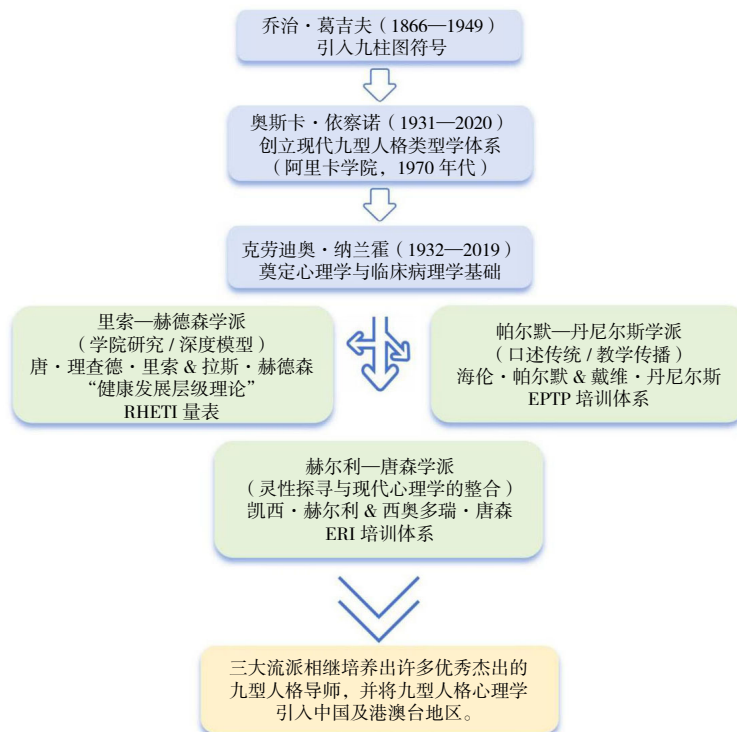 乔治·葛吉夫（1866—1949）
引入九柱图符号
奥斯卡·依察诺（1931—2020）
创立现代九型人格类型学体系
（阿里卡学院，1970 年代）
克劳迪奥·纳兰霍（1932—2019）
奠定心理学与临床病理学基础
里索—赫德森学派
（学院研究 / 深度模型）
唐·理查德·里索 & 拉斯·赫德森
“健康发展层级理论”
RHETI 量表
帕尔默—丹尼尔斯学派
（口述传统 / 教学传播）
海伦·帕尔默 & 戴维·丹尼尔斯
EPTP 培训体系
赫尔利—唐森学派
（灵性探寻与现代心理学的整合）
凯西·赫尔利 & 西奥多瑞·唐森
ERI 培训体系
三大流派相继培养出许多优秀杰出的
九型人格导师，并将九型人格心理学
引入中国及港澳台地区。